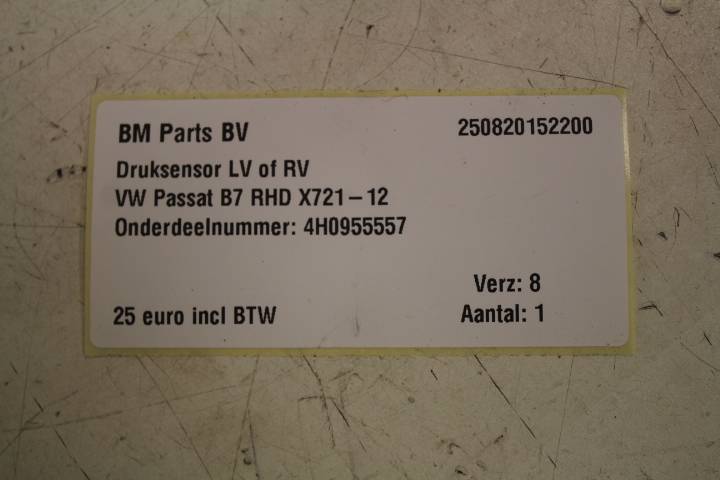 BM Parts BV 250820152200
Druksensor LV of RV
VW Passat B7 RHD X721-12
Onderdeelnummer: 4H0955557
Verz: 8
25 euro incl BTW Aantal: 1